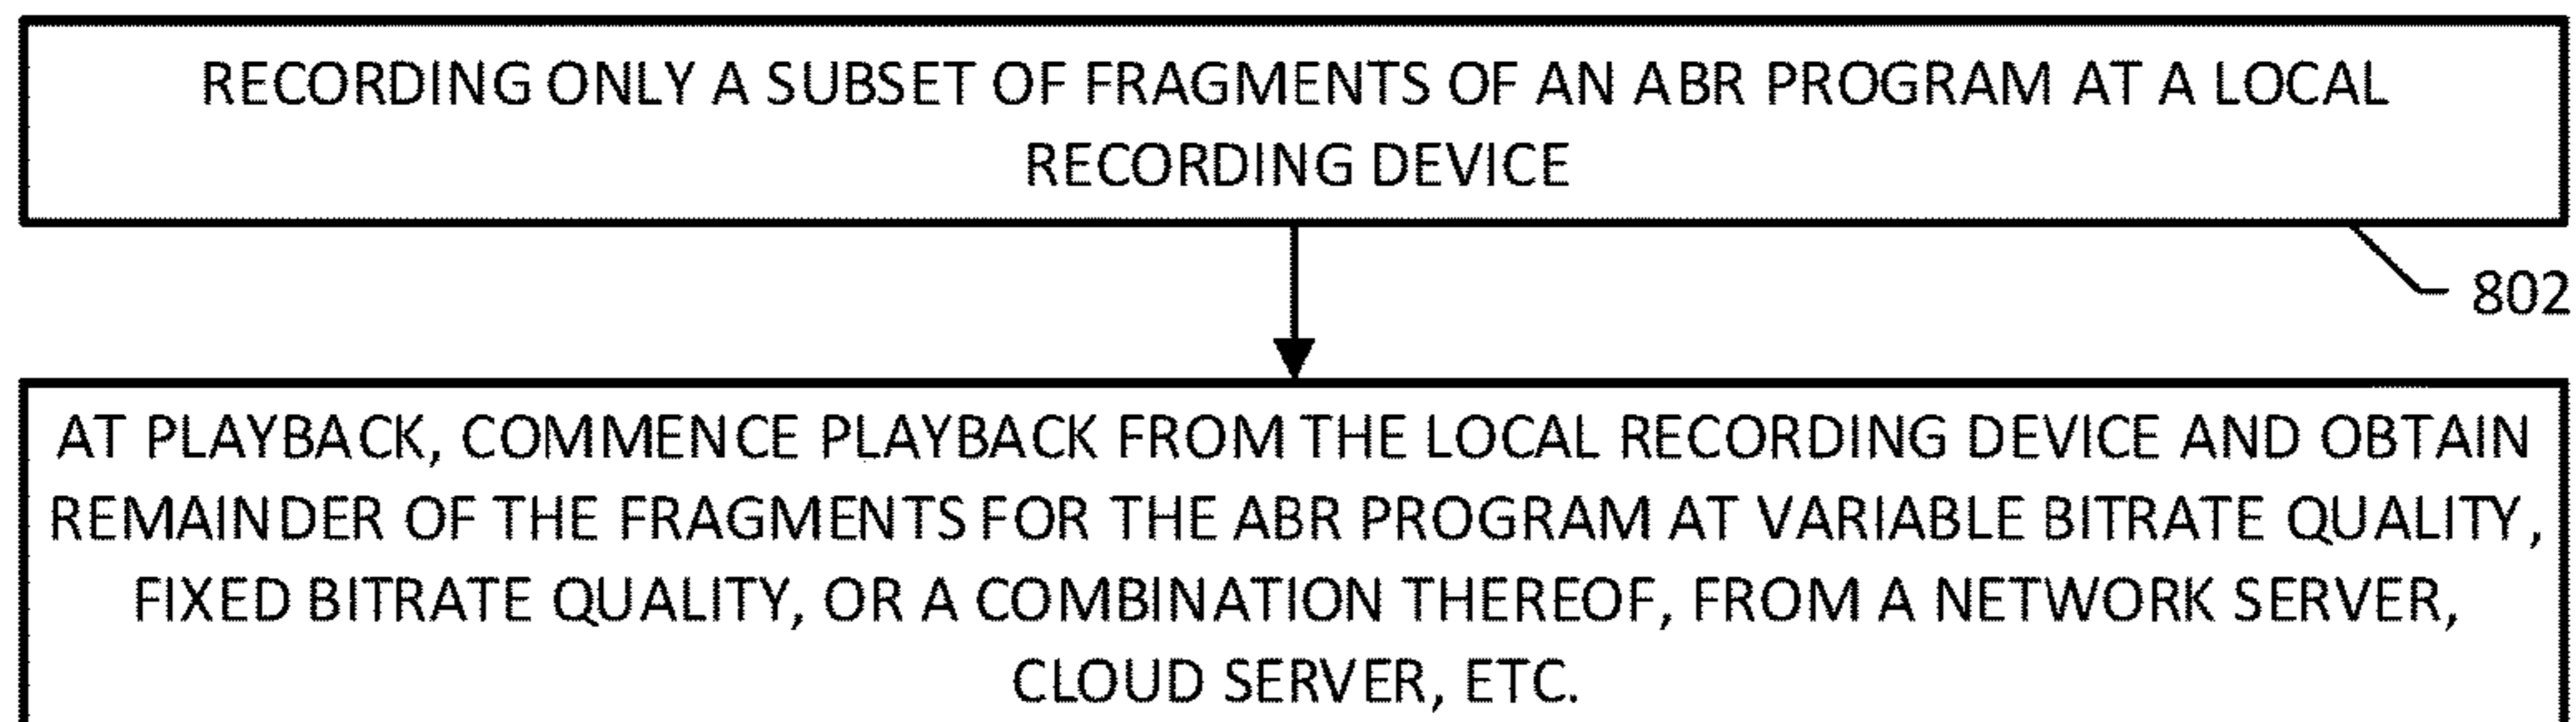 RECORDING ONLY A SUBSET OF FRAGMENTS OF AN ABR PROGRAM AT A LOCAL
RECORDING DEVICE
802
AT PLAYBACK, COMMENCE PLAYBACK FROM THE LOCAL RECORDING DEVICE AND OBTAIN
REMAINDER OF THE FRAGMENTS FOR THE ABR PROGRAM AT VARIABLE BITRATE QUALITY,
FIXED BITRATE QUALITY, OR A COMBINATION THEREOF, FROM A NETWORK SERVER,
CLOUD SERVER, ETC.